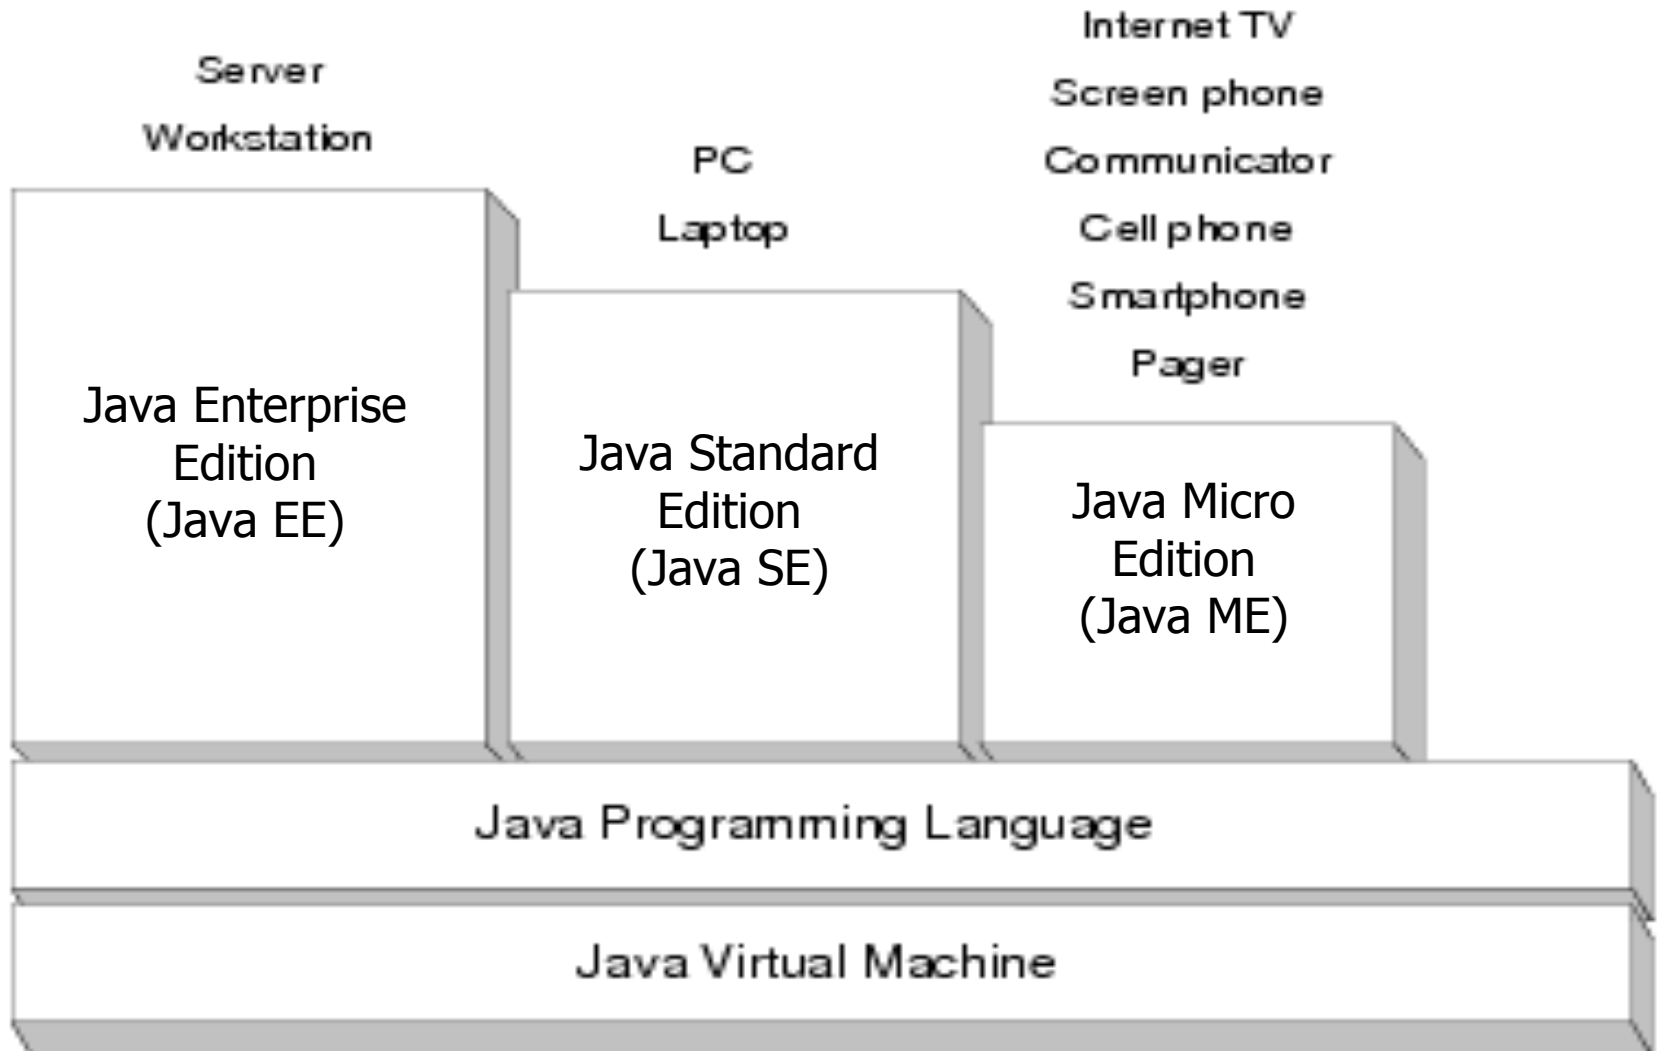 Server
Workstation
PC
Laptop
Internet TV
Screen phone
Communicator
Cell phone
Smartphone
Pager
Java Enterprise
Edition
(Java EE)
Java Standard
Edition
(Java SE)
Java Micro
Edition
(Java ME)
Java Programming Language
Java Virtual Machine